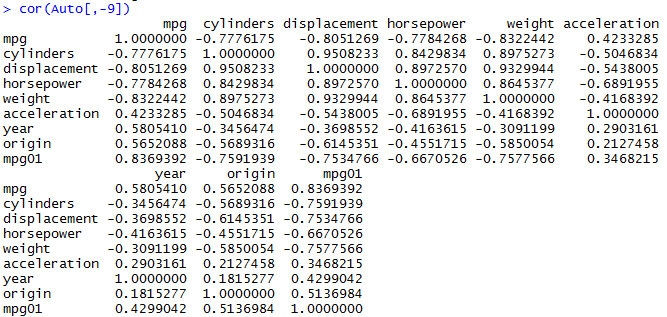 > cor(Auto[,-9])
mpg cylinders displacement horsepower weight acceleration
mpg 1.0000000 -0.7776175 -0.8051269 -0.7784268 -0.8322442 0.4233285
cylinders -0.7776175 1.0000000 0.9508233 0.8429834 0.8975273 -0.5046834
displacement -0.8051269 0.9508233 1.0000000 0.8972570 0.9329944 -0.5438005
horsepower -0.7784268 0.8429834 0.8972570 1.0000000 0.8645377 -0.6891955
weight -0.8322442 0.8975273 0.9329944 0.8645377 1.0000000 -0.4168392
acceleration 0.4233285 -0.5046834 -0.5438005 -0.6891955 -0.4168392 1.0000000
year 0.5805410 -0.3456474 -0.3698552 -0.4163615 -0.3091199 0.2903161
origin 0.5652088 -0.5689316 -0.6145351 -0.4551715 -0.5850054 0.2127458
mpg01 0.8369392 -0.7591939 -0.7534766 -0.6670526 -0.7577566 0.3468215
year origin mpg01
mpg 0.5805410 0.5652088 0.8369392
cylinders -0.3456474 -0.5689316 -0.7591939
displacement -0.3698552 -0.6145351 -0.7534766
horsepower -0.4163615 -0.4551715 -0.6670526
weight -0.3091199 -0.5850054 -0.7577566
acceleration 0.2903161 0.2127458 0.3468215
year 1.0000000 0.1815277 0.4299042
origin 0.1815277 1.0000000 0.5136984
mpg01 0.4299042 0.5136984 1.0000000